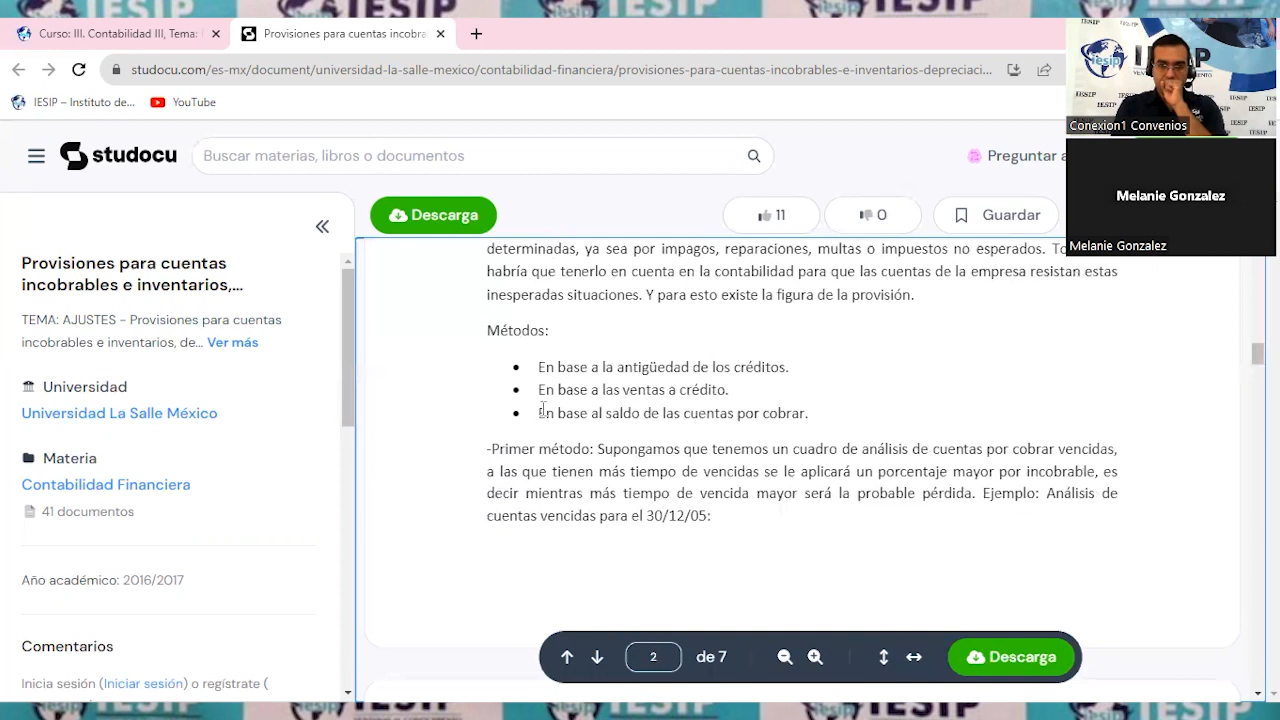 IESIP
Curso: III. Contabilidad III, Tema:
Provisiones para cuentas incobra
studocu.com/es-mx/document/universidad-la-salle-mexico/contabilidad-financiera/provisiones-para-cuentas-incobrables-e-inventarios-depreciaci...
IESIP – Instituto de...
YouTube
studocu
Buscar materias, libros o documentos
Preguntar a
IESIP
Conexion1 Convenios
Melanie Gonzalez
Melanie Gonzalez
Descarga
11
0
Guardar
Provisiones para cuentas
incobrables e inventarios,...
TEMA: AJUSTES – Provisiones para cuentas
incobrables e inventarios, de... Ver más
Universidad
Universidad La Salle México
Materia
Contabilidad Financiera
41 documentos
Año académico: 2016/2017
Comentarios
Inicia sesión (Iniciar sesión) o regístrate (
determinadas, ya sea por impagos, reparaciones, multas o impuestos no esperados. To
habría que tenerlo en cuenta en la contabilidad para que las cuentas de la empresa resistan estas
inesperadas situaciones. Y para esto existe la figura de la provisión.
Métodos:
• En base a la antigüedad de los créditos.
• En base a las ventas a crédito.
• En base al saldo de las cuentas por cobrar.
-Primer método: Supongamos que tenemos un cuadro de análisis de cuentas por cobrar vencidas,
a las que tienen más tiempo de vencidas se le aplicará un porcentaje mayor por incobrable, es
decir mientras más tiempo de vencida mayor será la probable pérdida. Ejemplo: Análisis de
cuentas vencidas para el 30/12/05:
2 de 7
Descarga
IESIP